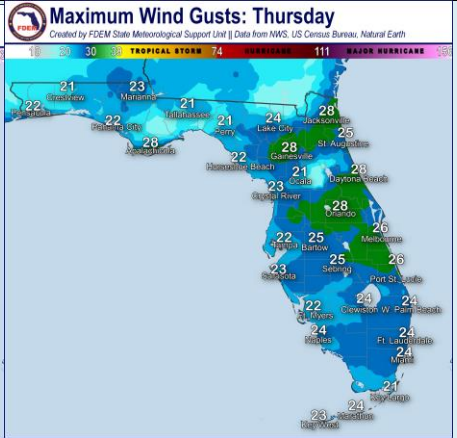 FDEM
Maximum Wind Gusts: Thursday
Created by FDEM State Meteorological Support Unit || Data from NWS, US Census Bureau, Natural Earth
TROPICAL STORM 74 HURRICANE 111 MAJOR HURRICANE
21
Crestview
23
Marianna
22
Pensacola
22
Panama City
21
Tallahassee
28
Apalachicola
21
Perry
24
Lake City
28
Jacksonville
25
St. Augustine
28
Gainesville
22
Horseshoe Beach
21
Ocala
28
Daytona Beach
23
Crystal River
28
Orlando
26
Melbourne
22
Tampa
25
Bartow
25
Sebring
26
Port St. Lucie
23
Sarasota
24
Clewiston
24
W Palm Beach
22
Ft. Myers
24
Naples
24
Ft. Lauderdale
24
Miami
21
Key Largo
24
Marathon
23
Key West